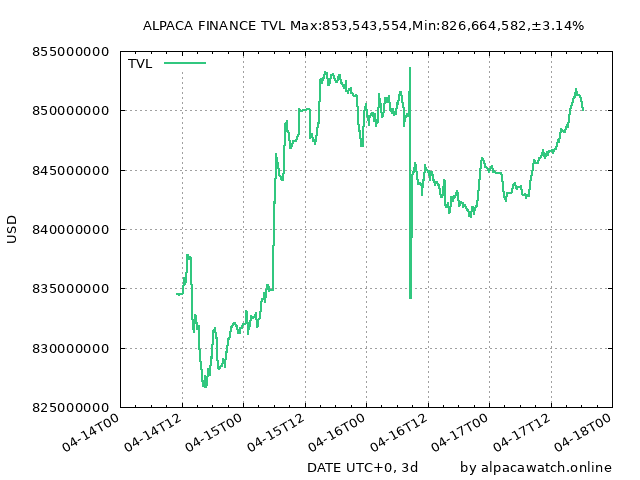 ALPACA FINANCE TVL Max:853,543,554,Min:826,664,582,±3.14%
TVL
855000000
850000000
845000000
840000000
835000000
830000000
825000000
USD
04-14T00
04-14T12
04-15T00
04-15T12
04-16T00
04-16T12
04-17T00
04-17T12
04-18T00
DATE UTC+0, 3d by alpacawatch.online